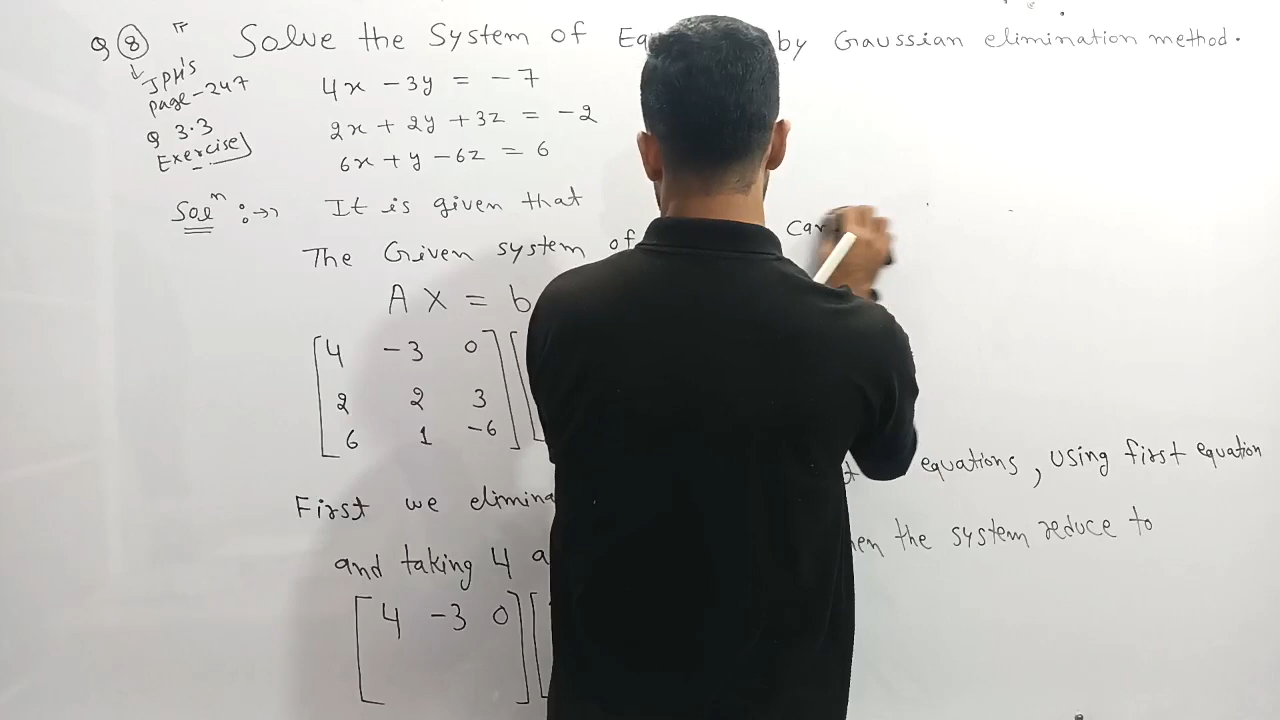 Q 8 Solve the System of Eq by Gaussian elimination method.
JPH's
page-247
Q 3.3
Exercise
4x - 3y = -7
2x + 2y + 3z = -2
6x + y - 6z = 6
Solⁿ :→ It is given that
The Given system of
A X = b
[ 4 -3 0 ] [
2 2 3
6 1 -6
First we equations, using first equation
and taking 4 the system reduce to
[ 4 -3 0 ] [